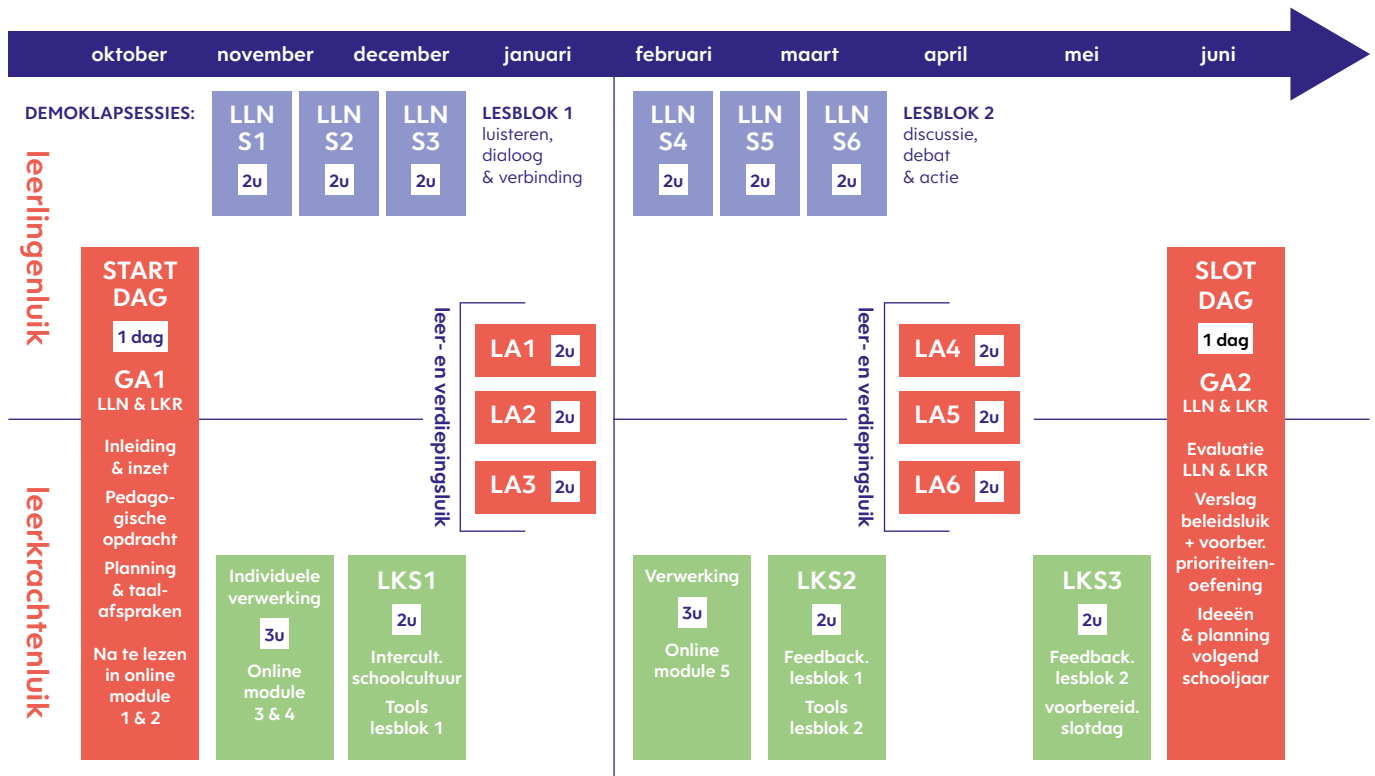 oktober
november
december
januari
februari
maart
april
mei
juni
DEMOKLAPSESSIES:
LLN
S1
2u
LLN
S2
2u
LLN
S3
2u
LESBLOK 1
luisteren,
dialoog
& verbinding
LLN
S4
2u
LLN
S5
2u
LLN
S6
2u
LESBLOK 2
discussie,
debat
& actie
leerlingenluik
leerkrachtenluik
START
DAG
1 dag
GA1
LLN & LKR
Inleiding
& inzet
Pedago-
gische
opdracht
Planning
& taal-
afspraken
Na te lezen
in online
module
1 & 2
Individuele
verwerking
3u
Online
module
3 & 4
LKS1
2u
Intercult.
schoolcultuur
Tools
lesblok 1
leer- en verdiepingsluik
LA1 2u
LA2 2u
LA3 2u
Verwerking
3u
Online
module 5
LKS2
2u
Feedback.
lesblok 1
Tools
lesblok 2
leer- en verdiepingsluik
LA4 2u
LA5 2u
LA6 2u
LKS3
2u
Feedback.
lesblok 2
voorbereid.
slotdag
SLOT
DAG
1 dag
GA2
LLN & LKR
Evaluatie
LLN & LKR
Verslag
beleidsluik
+ voorber.
prioriteiten-
oefening
Ideeën
& planning
volgend
schooljaar